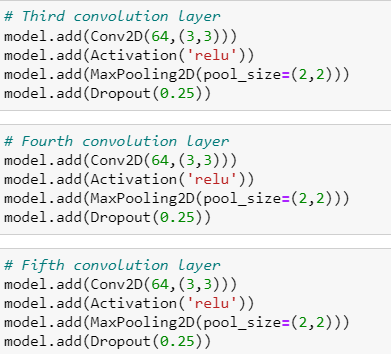 # Third convolution layer
model.add(Conv2D(64,(3,3)))
model.add(Activation('relu'))
model.add(MaxPooling2D(pool_size=(2,2)))
model.add(Dropout(0.25))
# Fourth convolution layer
model.add(Conv2D(64,(3,3)))
model.add(Activation('relu'))
model.add(MaxPooling2D(pool_size=(2,2)))
model.add(Dropout(0.25))
# Fifth convolution layer
model.add(Conv2D(64,(3,3)))
model.add(Activation('relu'))
model.add(MaxPooling2D(pool_size=(2,2)))
model.add(Dropout(0.25))